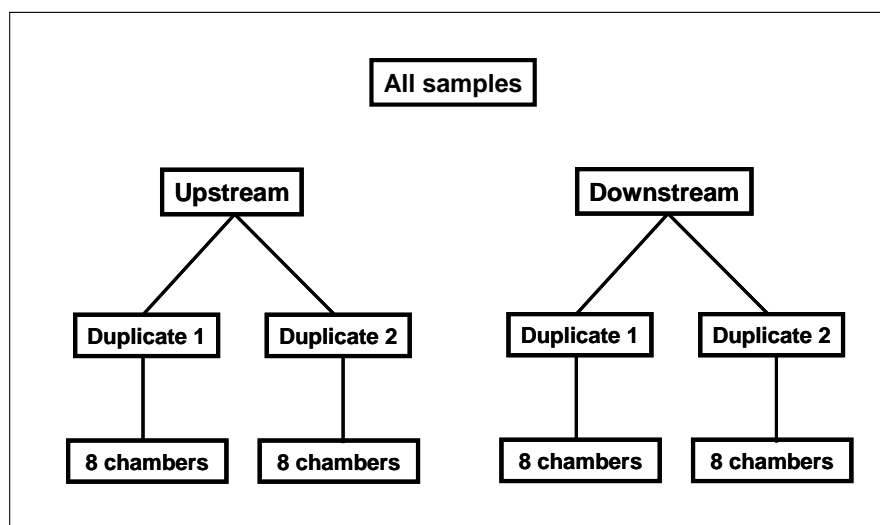 All samples
Upstream
Downstream
Duplicate 1
Duplicate 2
Duplicate 1
Duplicate 2
8 chambers
8 chambers
8 chambers
8 chambers